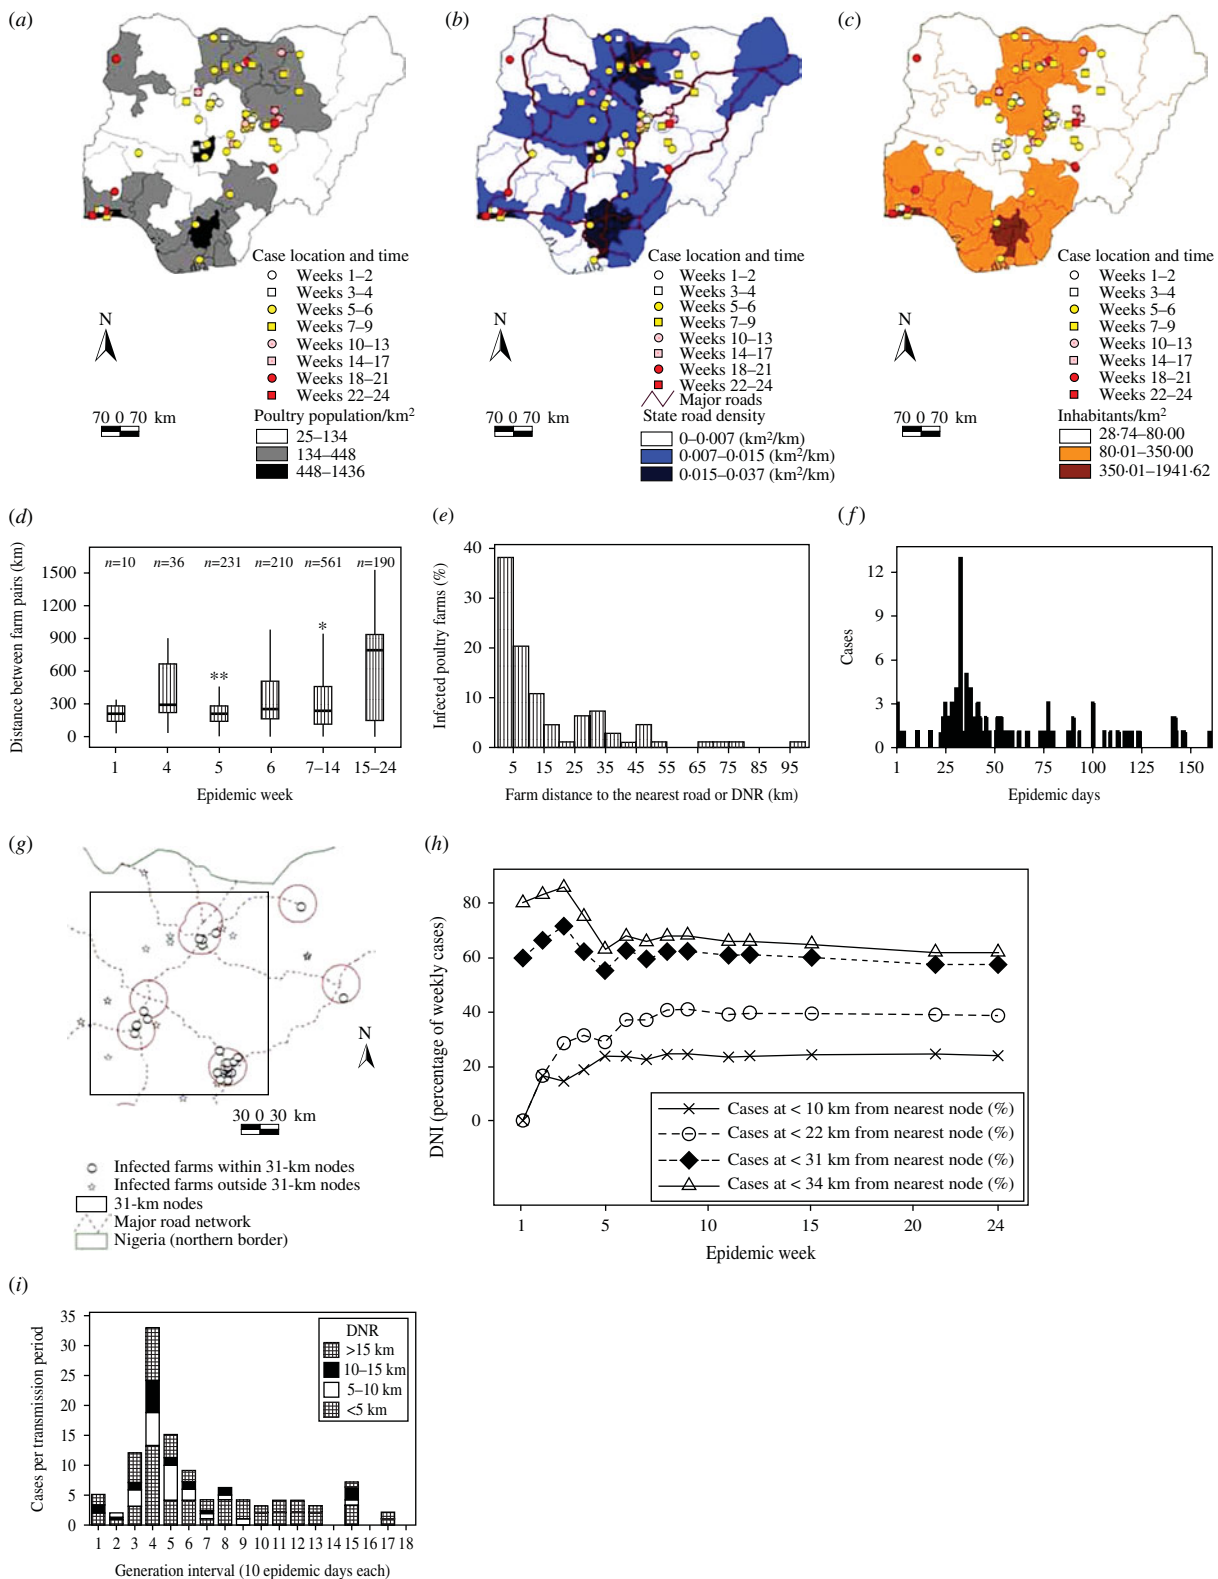 (a)
Case location and time
Weeks 1–2
Weeks 3–4
Weeks 5–6
Weeks 7–9
Weeks 10–13
Weeks 14–17
Weeks 18–21
Weeks 22–24
Poultry population/km²
25–134
134–448
448–1436
N
70 0 70 km
(b)
Case location and time
Weeks 1–2
Weeks 3–4
Weeks 5–6
Weeks 7–9
Weeks 10–13
Weeks 14–17
Weeks 18–21
Weeks 22–24
Major roads
State road density
0–0·007 (km²/km)
0·007–0·015 (km²/km)
0·015–0·037 (km²/km)
N
70 0 70 km
(c)
Case location and time
Weeks 1–2
Weeks 3–4
Weeks 5–6
Weeks 7–9
Weeks 10–13
Weeks 14–17
Weeks 18–21
Weeks 22–24
Inhabitants/km²
28·74–80·00
80·01–350·00
350·01–1941·62
N
70 0 70 km
(d)
Distance between farm pairs (km)
1500
1200
900
600
300
0
n=10 n=36 n=231 n=210 n=561 n=190
** *
1 4 5 6 7–14 15–24
Epidemic week
(e)
Infected poultry farms (%)
40
30
20
10
0
5 15 25 35 45 55 65 75 85 95
Farm distance to the nearest road or DNR (km)
(f)
Cases
12
9
6
3
0
1 25 50 75 100 125 150
Epidemic days
(g)
N
30 0 30 km
Infected farms within 31-km nodes
Infected farms outside 31-km nodes
31-km nodes
Major road network
Nigeria (northern border)
(h)
DNI (percentage of weekly cases)
80
60
40
20
0
Cases at < 10 km from nearest node (%)
Cases at < 22 km from nearest node (%)
Cases at < 31 km from nearest node (%)
Cases at < 34 km from nearest node (%)
1 5 10 15 20 24
Epidemic week
(i)
Cases per transmission period
35
30
25
20
15
10
5
0
DNR
>15 km
10–15 km
5–10 km
<5 km
1 2 3 4 5 6 7 8 9 10 11 12 13 14 15 16 17 18
Generation interval (10 epidemic days each)